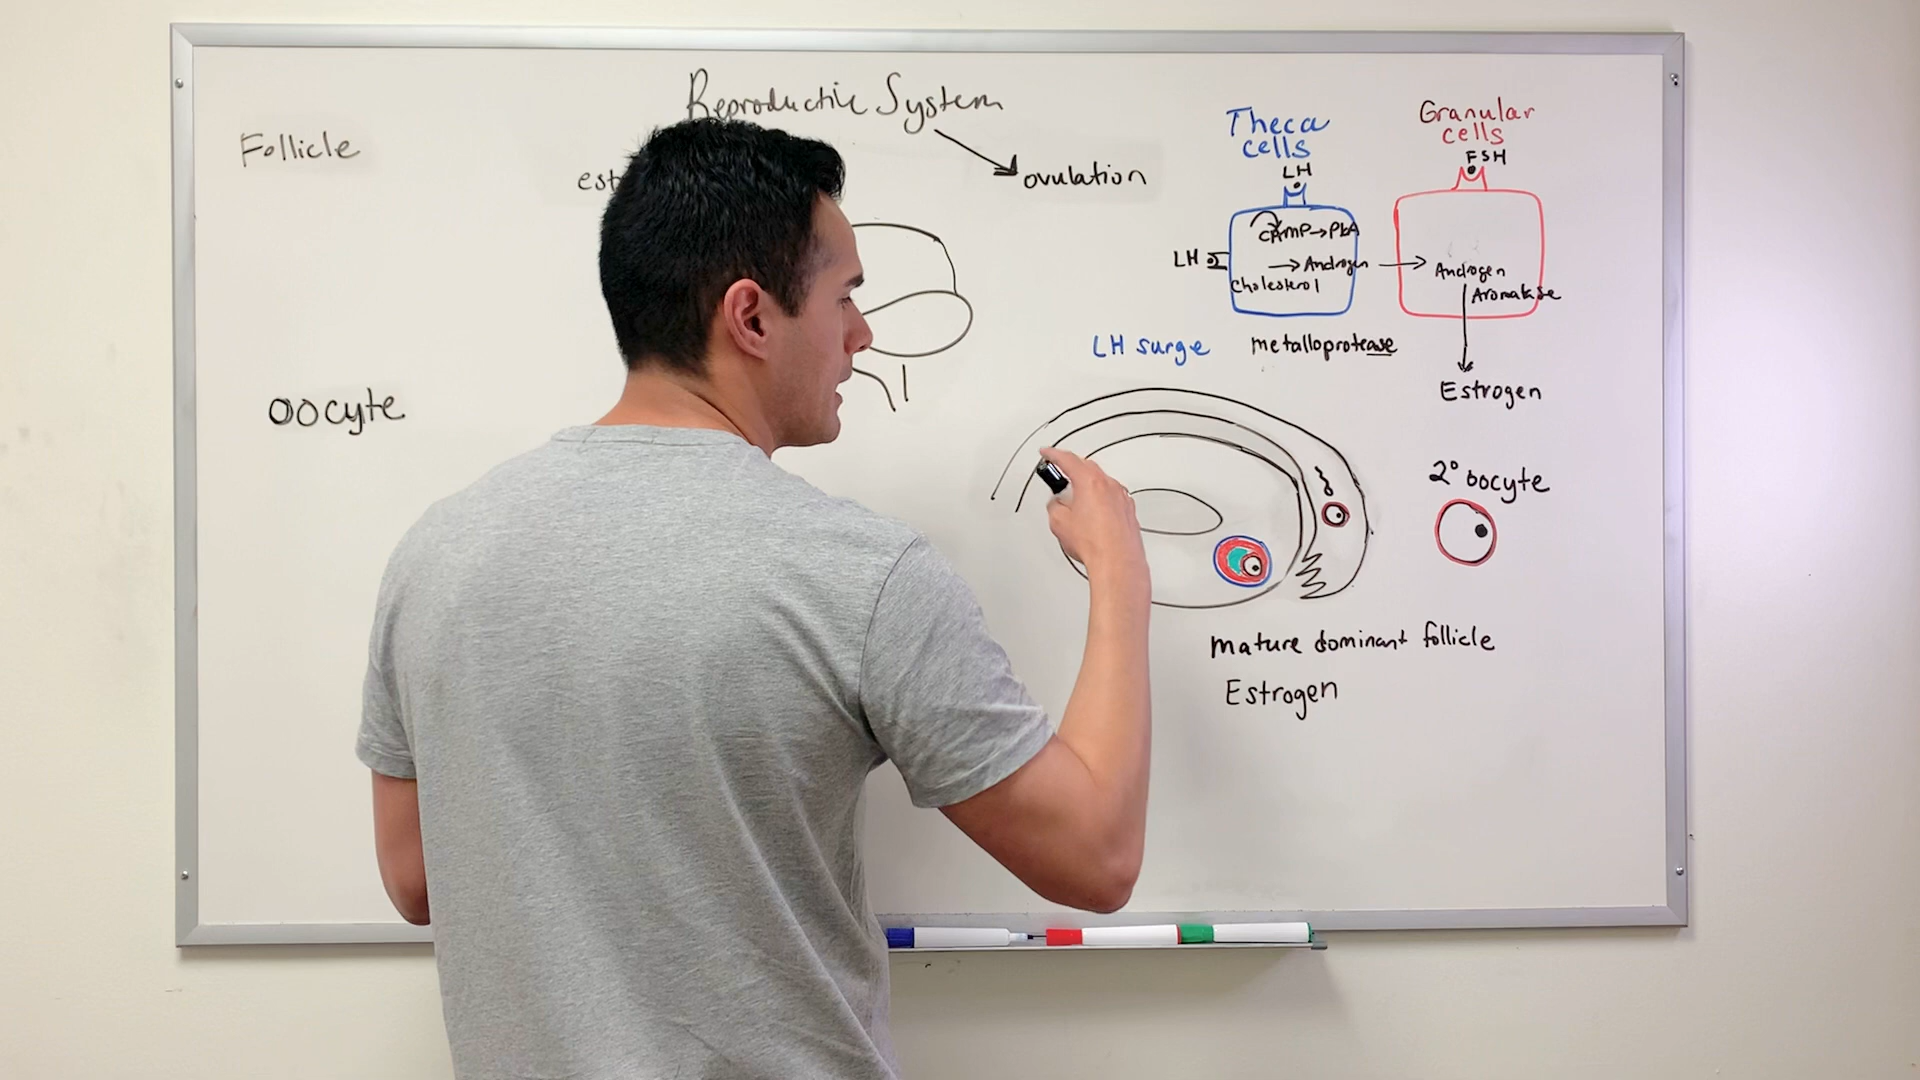 Reproductive System
Follicle
est
ovulation
Theca
cells
LH
cAMP→PKA
LH
→Androgen
Cholesterol
Granular
cells
FSH
Androgen
Aromatase
Estrogen
LH surge
metalloprotease
oocyte
2° oocyte
mature dominant follicle
Estrogen